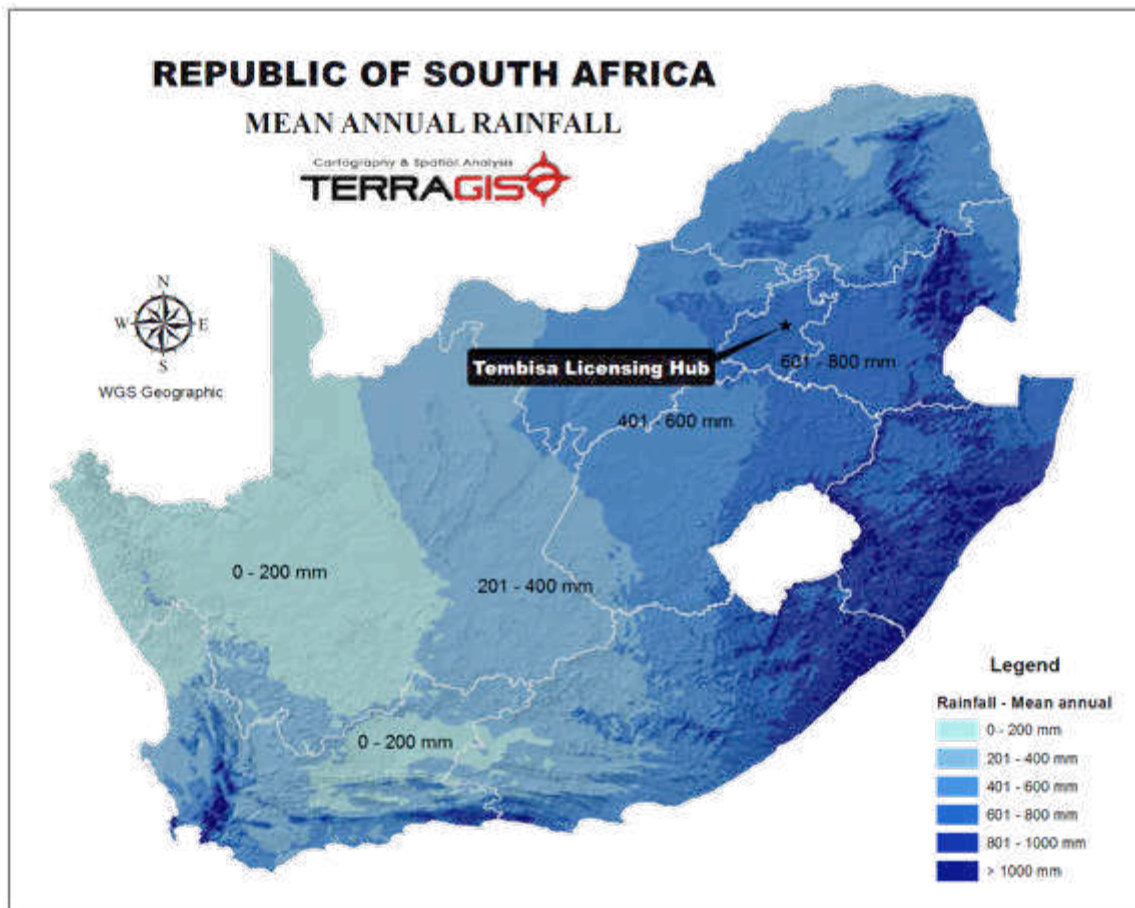 REPUBLIC OF SOUTH AFRICA
MEAN ANNUAL RAINFALL
Cartography & Spatial Analysis
TERRAGIS
N
W E
S
WGS Geographic
Tembisa Licensing Hub
601 - 800 mm
401 - 600 mm
0 - 200 mm
201 - 400 mm
0 - 200 mm
Legend
Rainfall - Mean annual
0 - 200 mm
201 - 400 mm
401 - 600 mm
601 - 800 mm
801 - 1000 mm
> 1000 mm